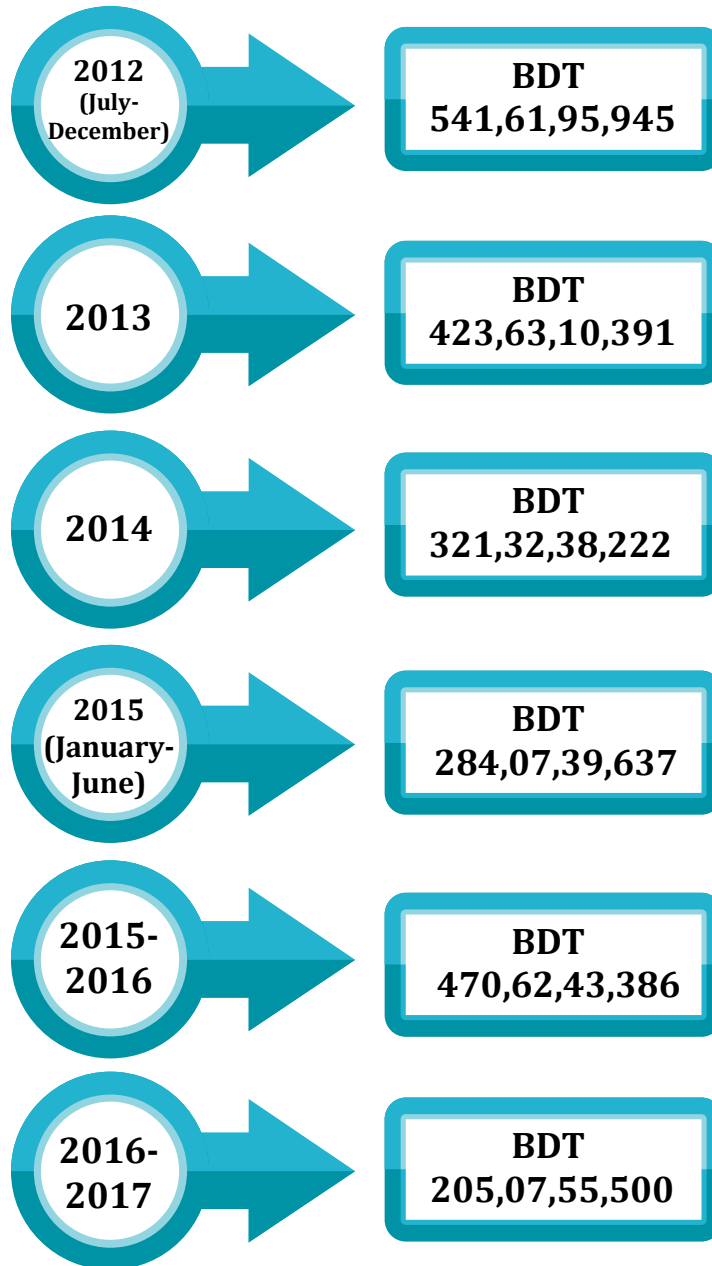 2012
(July-
December)
BDT
541,61,95,945
2013
BDT
423,63,10,391
2014
BDT
321,32,38,222
2015
(January-
June)
BDT
284,07,39,637
2015-
2016
BDT
470,62,43,386
2016-
2017
BDT
205,07,55,500